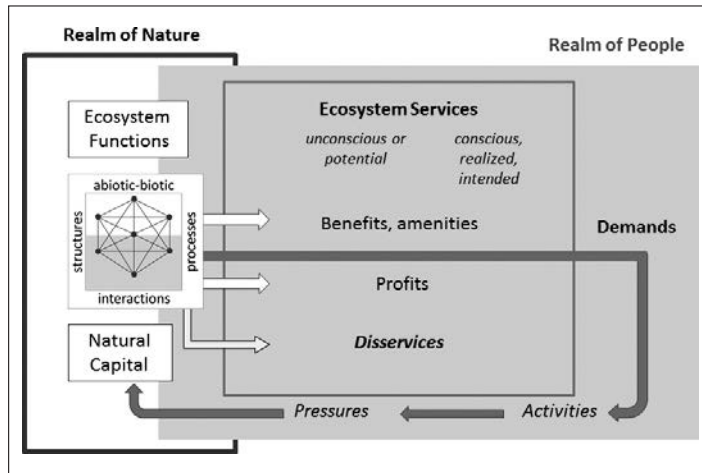 Realm of Nature
Realm of People
Ecosystem
Functions
Ecosystem Services
unconscious or
potential
conscious,
realized,
intended
abiotic-biotic
structures
processes
interactions
Benefits, amenities
Demands
Profits
Disservices
Natural
Capital
Pressures
Activities